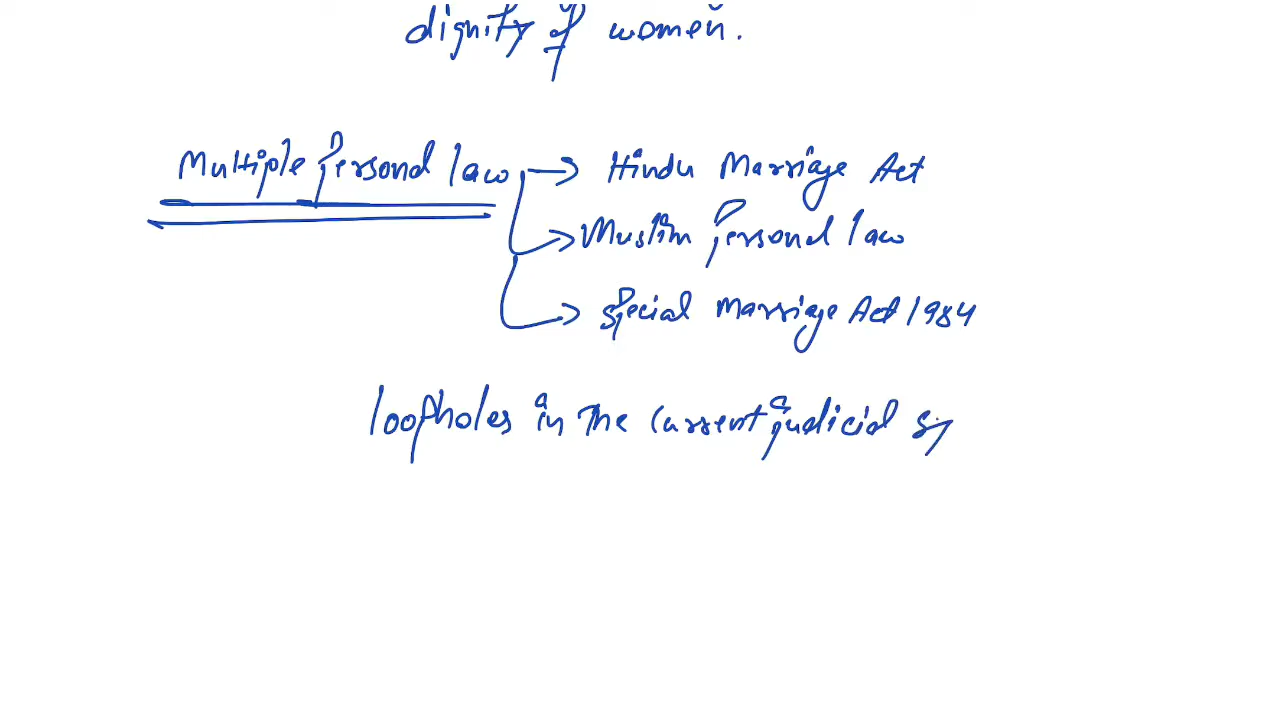 dignity of women.
Multiple Personal law → Hindu Marriage Act
→ Muslim Personal law
→ Special Marriage Act 1984
loopholes in the current judicial sy